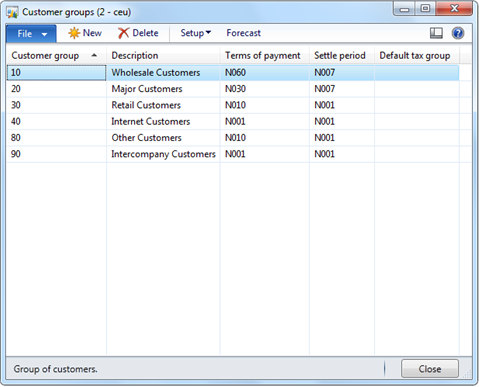 Customer groups (2 - ceu)
File New Delete Setup Forecast
Customer group Description Terms of payment Settle period Default tax group
10 Wholesale Customers N060 N007
20 Major Customers N030 N007
30 Retail Customers N010 N001
40 Internet Customers N001 N001
80 Other Customers N010 N001
90 Intercompany Customers N001 N001
Group of customers. Close